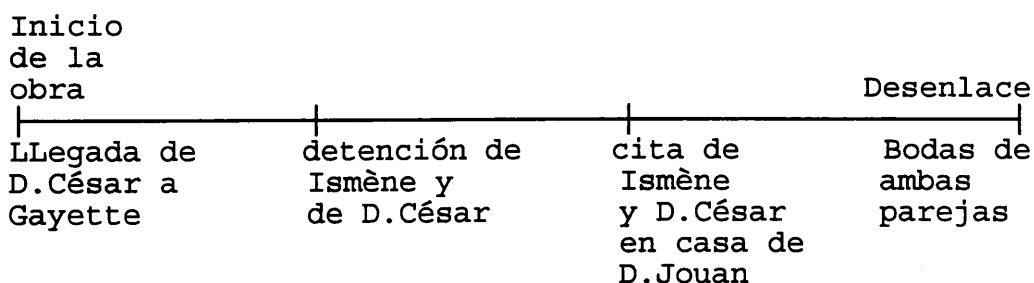 Inicio
de la
obra
Desenlace
LLegada de
D.César a
Gayette
detención de
Ismène y
de D.César
cita de
Ismène
y D.César
en casa de
D.Jouan
Bodas de
ambas
parejas